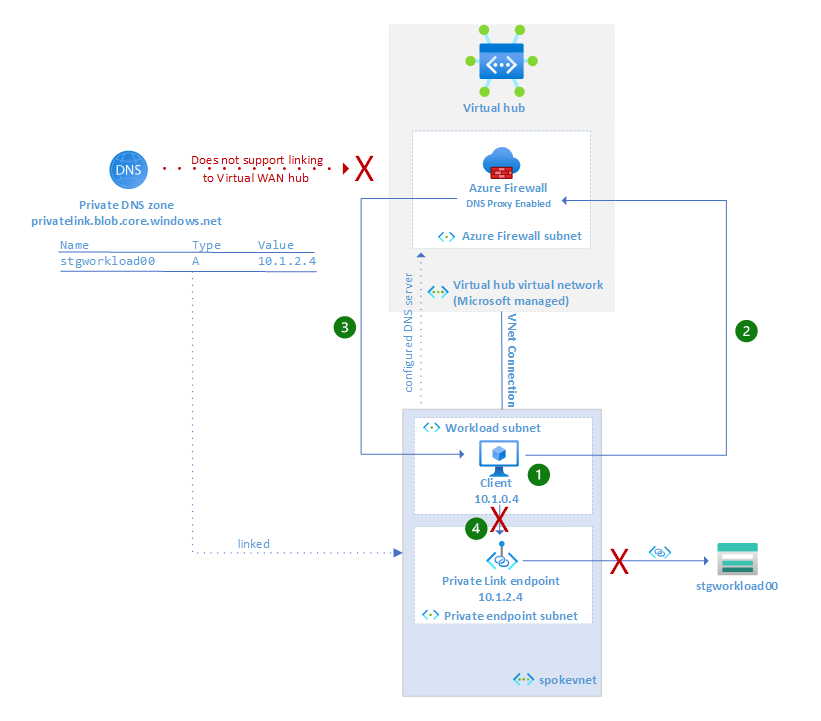 Virtual hub
DNS
Does not support linking
to Virtual WAN hub
X
Private DNS zone
privatelink.blob.core.windows.net
Name Type Value
stgworkload00 A 10.1.2.4
Azure Firewall
DNS Proxy Enabled
Azure Firewall subnet
Virtual hub virtual network
(Microsoft managed)
configured DNS server
VNet Connection
3
2
Workload subnet
Client
10.1.0.4
1
4
X
linked
Private Link endpoint
10.1.2.4
Private endpoint subnet
X
stgworkload00
spokevnet